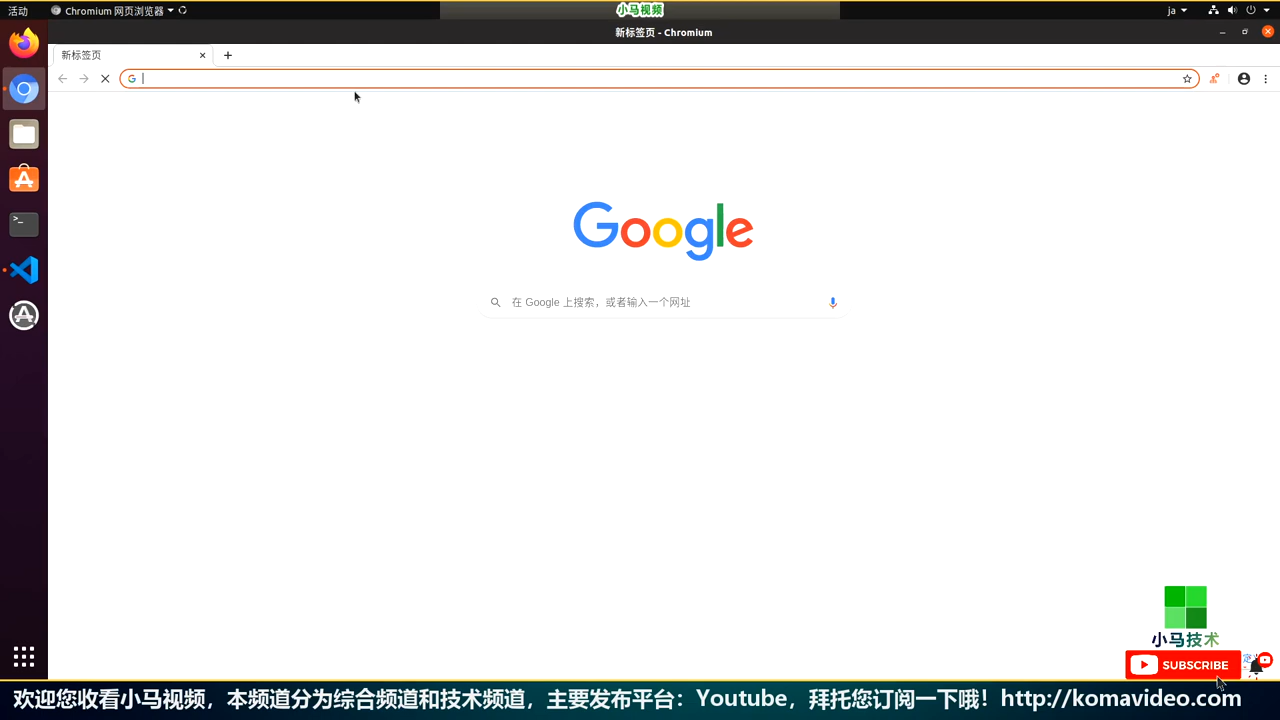 活动
Chromium 网页浏览器
小马视频
ja
新标签页 - Chromium
新标签页
Google
在 Google 上搜索，或者输入一个网址
小马技术
SUBSCRIBE
欢迎您收看小马视频，本频道分为综合频道和技术频道，主要发布平台：Youtube，拜托您订阅一下哦！http://komavideo.com